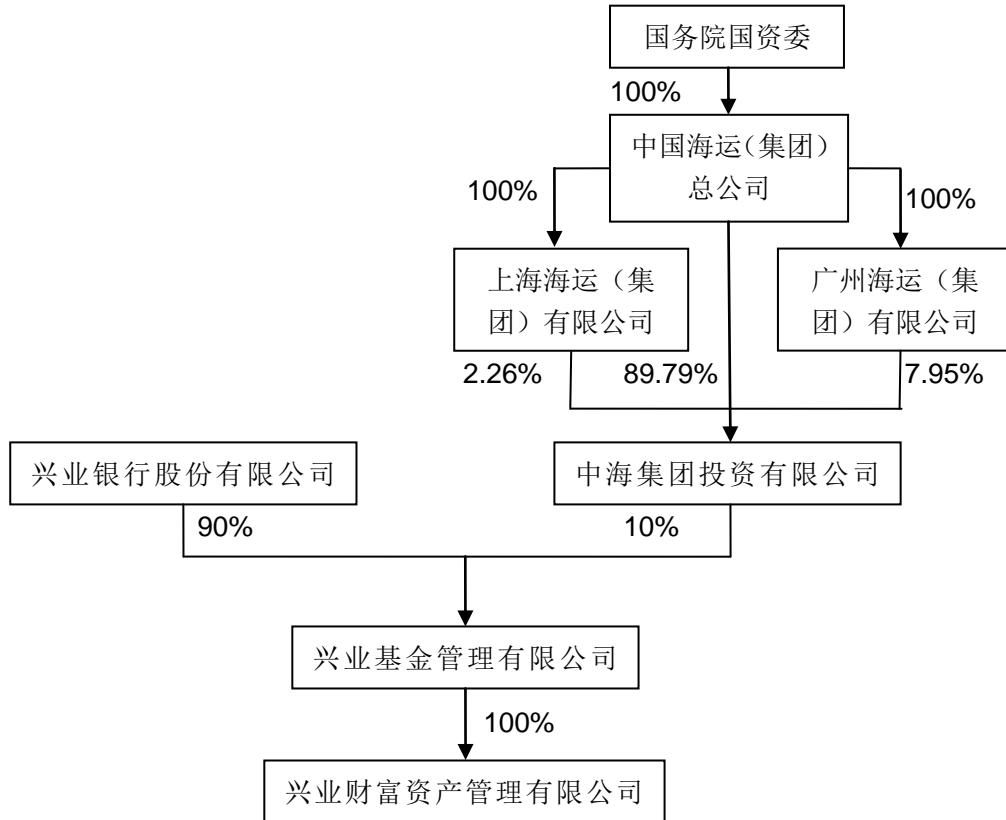 国务院国资委
100%
中国海运（集团）
总公司
100%
100%
上海海运（集
团）有限公司
广州海运（集
团）有限公司
2.26%
89.79%
7.95%
兴业银行股份有限公司
中海集团投资有限公司
90%
10%
兴业基金管理有限公司
100%
兴业财富资产管理有限公司